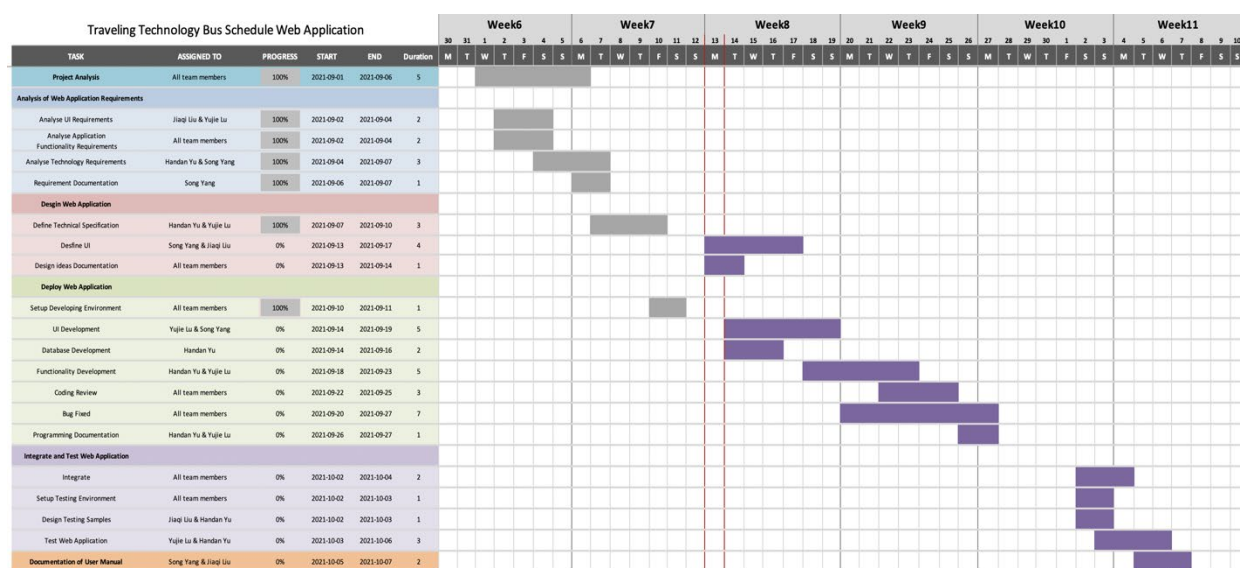 Traveling Technology Bus Schedule Web Application
Week6 Week7 Week8 Week9 Week10 Week11
30 31 1 2 3 4 5 6 7 8 9 10 11 12 13 14 15 16 17 18 19 20 21 22 23 24 25 26 27 28 29 30 1 2 3 4 5 6 7 8 9 10
TASK ASSIGNED TO PROGRESS START END Duration M T W T F S S M T W T F S S M T W T F S S M T W T F S S M T W T F S S M T W T F S S
Project Analysis All team members 100% 2021-09-01 2021-09-06 5
Analysis of Web Application Requirements
Analyse UI Requirements Jiaqi Liu & Yujie Lu 100% 2021-09-02 2021-09-04 2
Analyse Application
Functionality Requirements All team members 100% 2021-09-02 2021-09-04 2
Analyse Technology Requirements Handan Yu & Song Yang 100% 2021-09-04 2021-09-07 3
Requirement Documentation Song Yang 100% 2021-09-06 2021-09-07 1
Desgin Web Application
Define Technical Specification Handan Yu & Yujie Lu 100% 2021-09-07 2021-09-10 3
Desfine UI Song Yang & Jiaqi Liu 0% 2021-09-13 2021-09-17 4
Design ideas Documentation All team members 0% 2021-09-13 2021-09-14 1
Deploy Web Application
Setup Developing Environment All team members 100% 2021-09-10 2021-09-11 1
UI Development Yujie Lu & Song Yang 0% 2021-09-14 2021-09-19 5
Database Development Handan Yu 0% 2021-09-14 2021-09-16 2
Functionality Development Handan Yu & Yujie Lu 0% 2021-09-18 2021-09-23 5
Coding Review All team members 0% 2021-09-22 2021-09-25 3
Bug Fixed All team members 0% 2021-09-20 2021-09-27 7
Programming Documentation Handan Yu & Yujie Lu 0% 2021-09-26 2021-09-27 1
Integrate and Test Web Application
Integrate All team members 0% 2021-10-02 2021-10-04 2
Setup Testing Environment All team members 0% 2021-10-02 2021-10-03 1
Design Testing Samples Jiaqi Liu & Handan Yu 0% 2021-10-02 2021-10-03 1
Test Web Application Yujie Lu & Handan Yu 0% 2021-10-03 2021-10-06 3
Documentation of User Manual Song Yang & Jiaqi Liu 0% 2021-10-05 2021-10-07 2